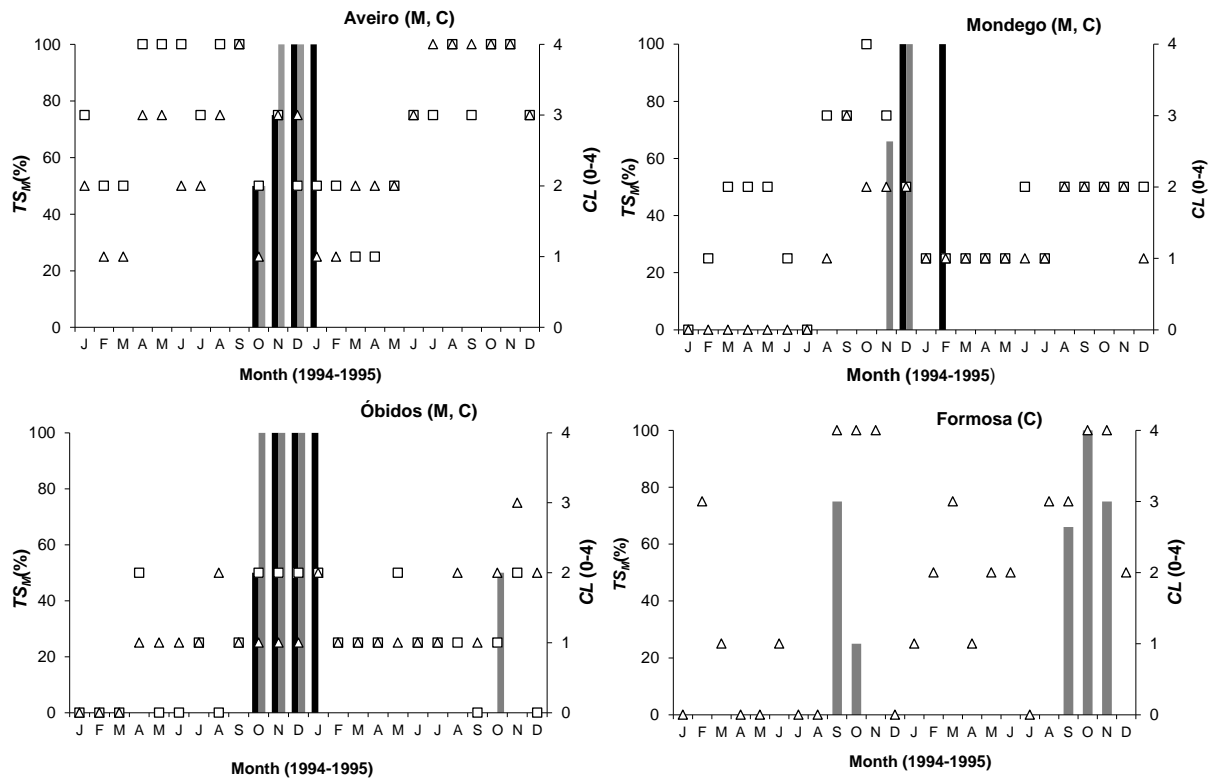 Aveiro (M, C)
100
80
60
40
20
0
TS_M(%)
4
3
2
1
0
CL (0-4)
J F M A M J J A S O N D J F M A M J J A S O N D
Month (1994-1995)
Mondego (M, C)
100
80
60
40
20
0
TS_M(%)
4
3
2
1
0
CL (0-4)
J F M A M J J A S O N D J F M A M J J A S O N D
Month (1994-1995)
Óbidos (M, C)
100
80
60
40
20
0
TS_M(%)
4
3
2
1
0
CL (0-4)
J F M A M J J A S O N D J F M A M J J A S O N D
Month (1994-1995)
Formosa (C)
100
80
60
40
20
0
TS_M(%)
4
3
2
1
0
CL (0-4)
J F M A M J J A S O N D J F M A M J J A S O N D
Month (1994-1995)